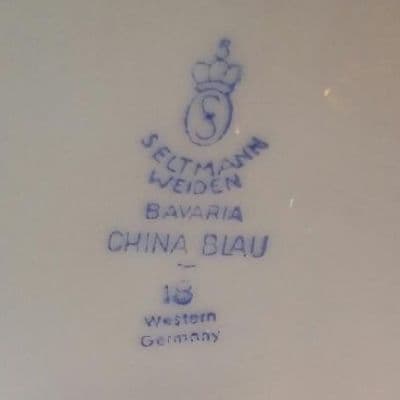 S
S
SELTMANN
WEIDEN
BAVARIA
CHINA BLAU
18
Western
Germany